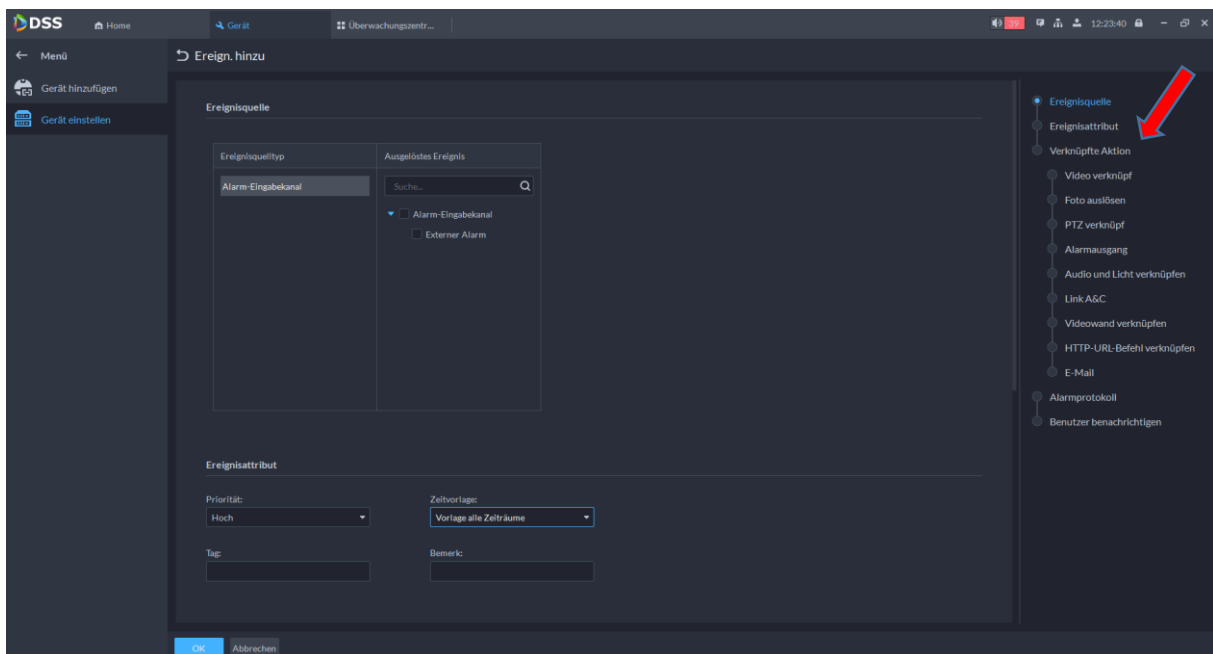 DSS
Home
Gerät
Überwachungszentr...
39
12:23:40
Menü
Ereign. hinzu
Gerät hinzufügen
Gerät einstellen
Ereignisquelle
Ereignisquelltyp
Ausgelöstes Ereignis
Alarm-Eingabekanal
Suche...
Alarm-Eingabekanal
Externer Alarm
Ereignisattribut
Priorität:
Zeitvorlage:
Hoch
Vorlage alle Zeiträume
Tag:
Bemerk:
OK
Abbrechen
Ereignisquelle
Ereignisattribut
Verknüpfte Aktion
Video verknüpf
Foto auslösen
PTZ verknüpf
Alarmausgang
Audio und Licht verknüpfen
Link A&C
Videowand verknüpfen
HTTP-URL-Befehl verknüpfen
E-Mail
Alarmprotokoll
Benutzer benachrichtigen